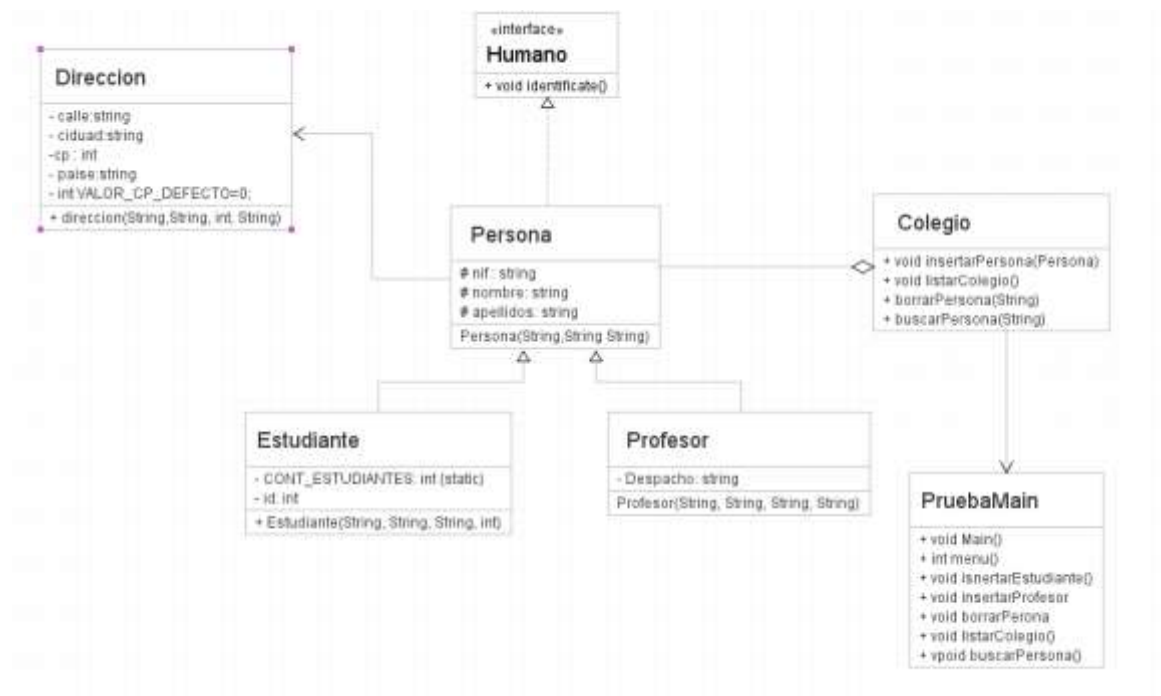 Direccion
- calle:string
- ciduad:string
-cp : int
- paise:string
- int VALOR_CP_DEFECTO=0;
+ direccion(String,String, int, String)
«interface»
Humano
+ void identificate()
Persona
# nif : string
# nombre: string
# apellidos: string
Persona(String,String String)
Colegio
+ void insertarPersona(Persona)
+ void listarColegio()
+ borrarPersona(String)
+ buscarPersona(String)
Estudiante
- CONT_ESTUDIANTES: int (static)
- id: int
+ Estudiante(String, String, String, int)
Profesor
- Despacho: string
Profesor(String, String, String, String)
PruebaMain
+ void Main()
+ int menu()
+ void isnertarEstudiante()
+ void insertarProfesor
+ void borrarPerona
+ void listarColegio()
+ vpoid buscarPersona()